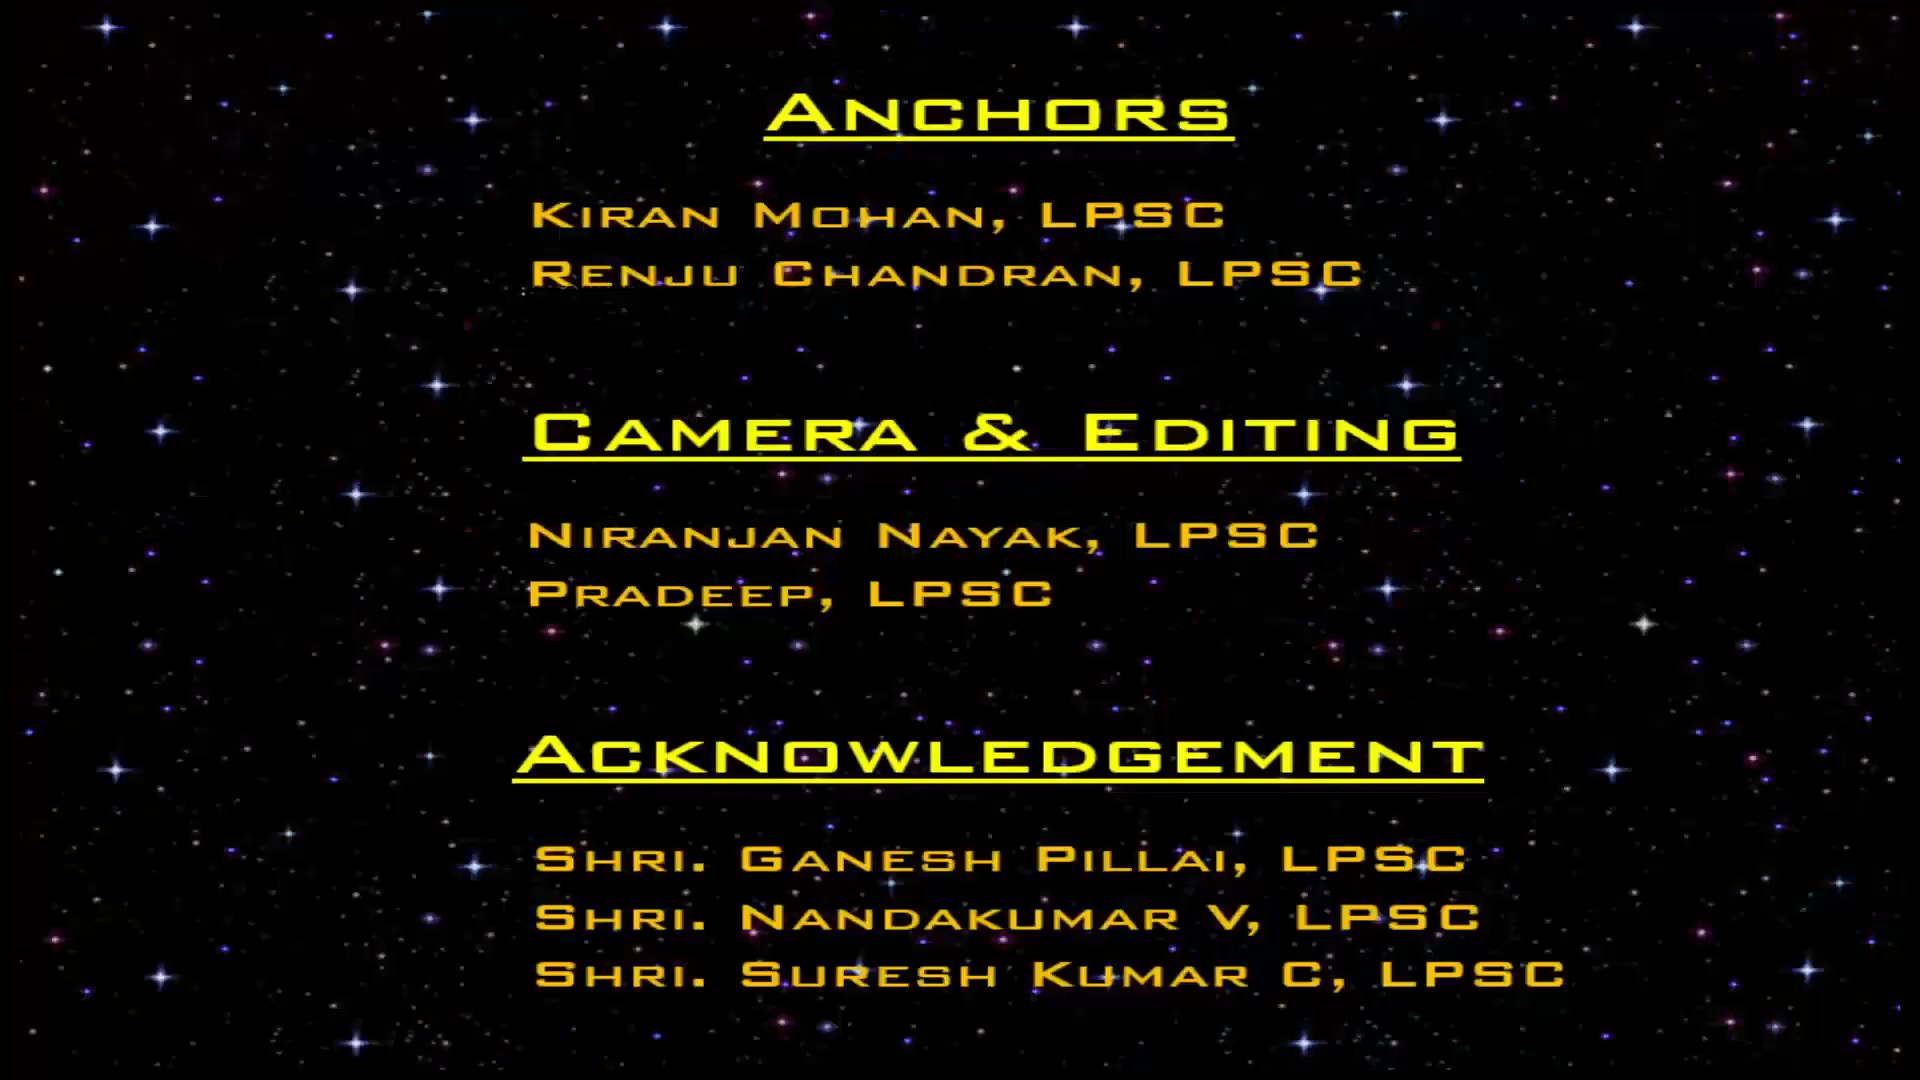 Anchors
Kiran Mohan, LPSC
Renju Chandran, LPSC
Camera & Editing
Niranjan Nayak, LPSC
Pradeep, LPSC
Acknowledgement
Shri. Ganesh Pillai, LPSC
Shri. Nandakumar V, LPSC
Shri. Suresh Kumar C, LPSC